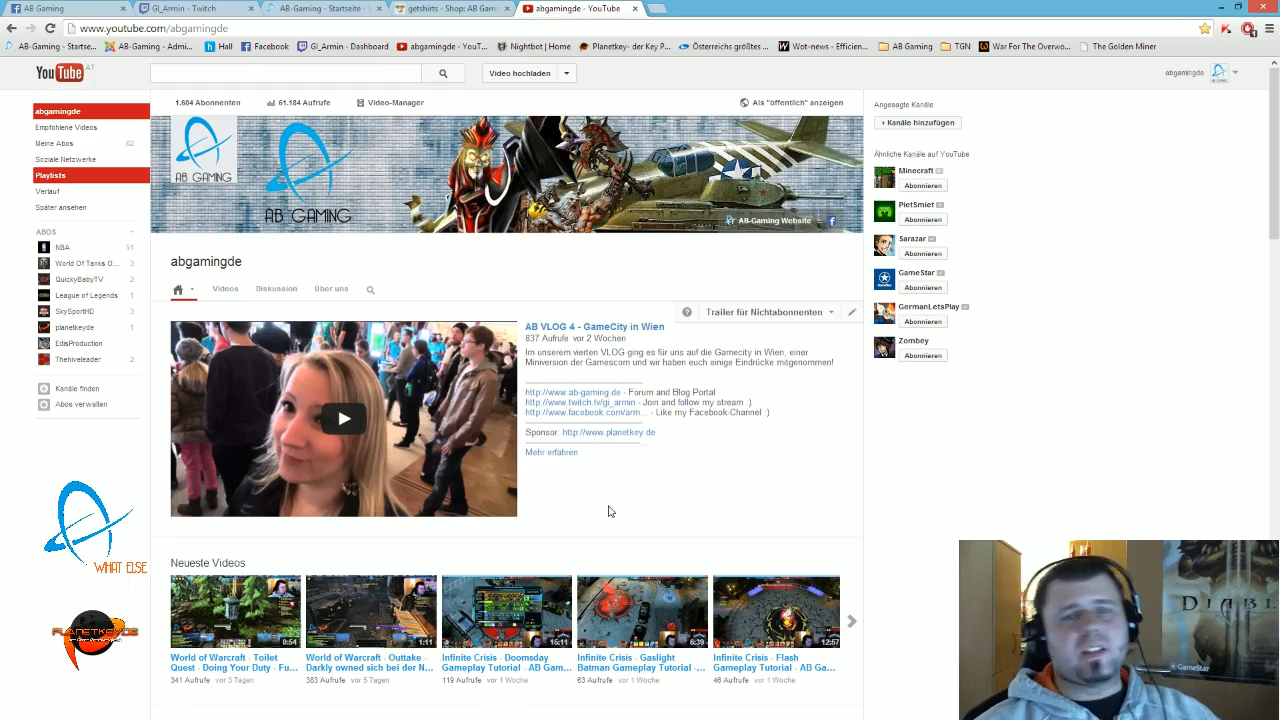 AB Gaming
GI_Armin - Twitch
AB-Gaming - Startseite - W
getshirts - Shop: AB Gami
abgamingde - YouTube
www.youtube.com/abgamingde
AB-Gaming - Startse...
AB-Gaming - Admi...
Hall
Facebook
GI_Armin - Dashboard
abgamingde - YouT...
Nightbot | Home
Planetkey- der Key P...
Österreichs größtes ...
Wot-news - Efficien...
AB Gaming
TGN
War For The Overwo...
The Golden Miner
YouTube AT
Video hochladen
abgamingde
1.604 Abonnenten
61.184 Aufrufe
Video-Manager
Als "öffentlich" anzeigen
abgamingde
Empfohlene Videos
Meine Abos 62
Soziale Netzwerke
Playlists
Verlauf
Später ansehen
ABOS
NBA 51
World Of Tanks O... 3
QuickyBabyTV 2
League of Legends 1
SkySportHD 3
planetkeyde 1
EdisProduction
Thehiveleader 2
Kanäle finden
Abos verwalten
WHAT ELSE
PLANETKEY.DE
AB GAMING
AB GAMING
AB-Gaming Website
abgamingde
Videos
Diskussion
Über uns
Trailer für Nichtabonnenten
AB VLOG 4 - GameCity in Wien
837 Aufrufe vor 2 Wochen
Im unserem vierten VLOG ging es für uns auf die Gamecity in Wien, einer
Miniversion der Gamescom und wir haben euch einige Eindrücke mitgenommen!
----------------------------------------
http://www.ab-gaming.de - Forum and Blog Portal
http://www.twitch.tv/gi_armin - Join and follow my stream :)
http://www.facebook.com/arm... - Like my Facebook-Channel :)
----------------------------------------
Sponsor http://www.planetkey.de
----------------------------------------...
Mehr erfahren
Neueste Videos
0:54
1:11
15:11
6:39
12:57
World of Warcraft - Toilet
Quest - Doing Your Duty - Fu...
341 Aufrufe vor 3 Tagen
World of Warcraft - Outtake -
Darkly owned sich bei der N...
383 Aufrufe vor 5 Tagen
Infinite Crisis - Doomsday
Gameplay Tutorial - AB Gam...
119 Aufrufe vor 1 Woche
Infinite Crisis - Gaslight
Batman Gameplay Tutorial -...
63 Aufrufe vor 1 Woche
Infinite Crisis - Flash
Gameplay Tutorial - AB Ga...
46 Aufrufe vor 1 Woche
Angesagte Kanäle
+ Kanäle hinzufügen
Ähnliche Kanäle auf YouTube
Minecraft
Abonnieren
PietSmiet
Abonnieren
Sarazar
Abonnieren
GameStar
Abonnieren
GermanLetsPlay
Abonnieren
Zombey
Abonnieren
DIABL
GameStar